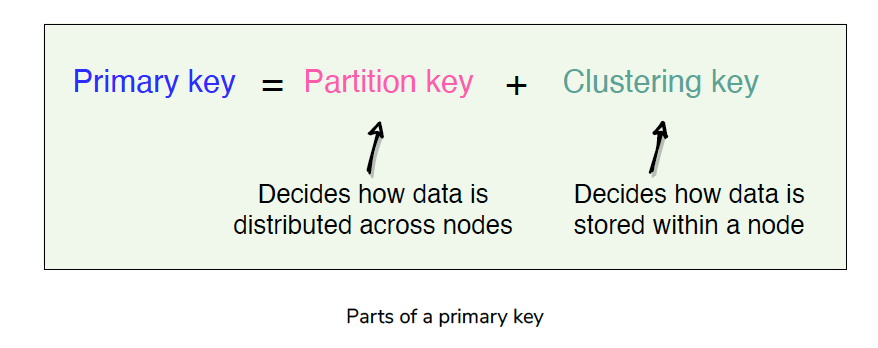 Primary key = Partition key + Clustering key
Decides how data is
distributed across nodes
Decides how data is
stored within a node
Parts of a primary key